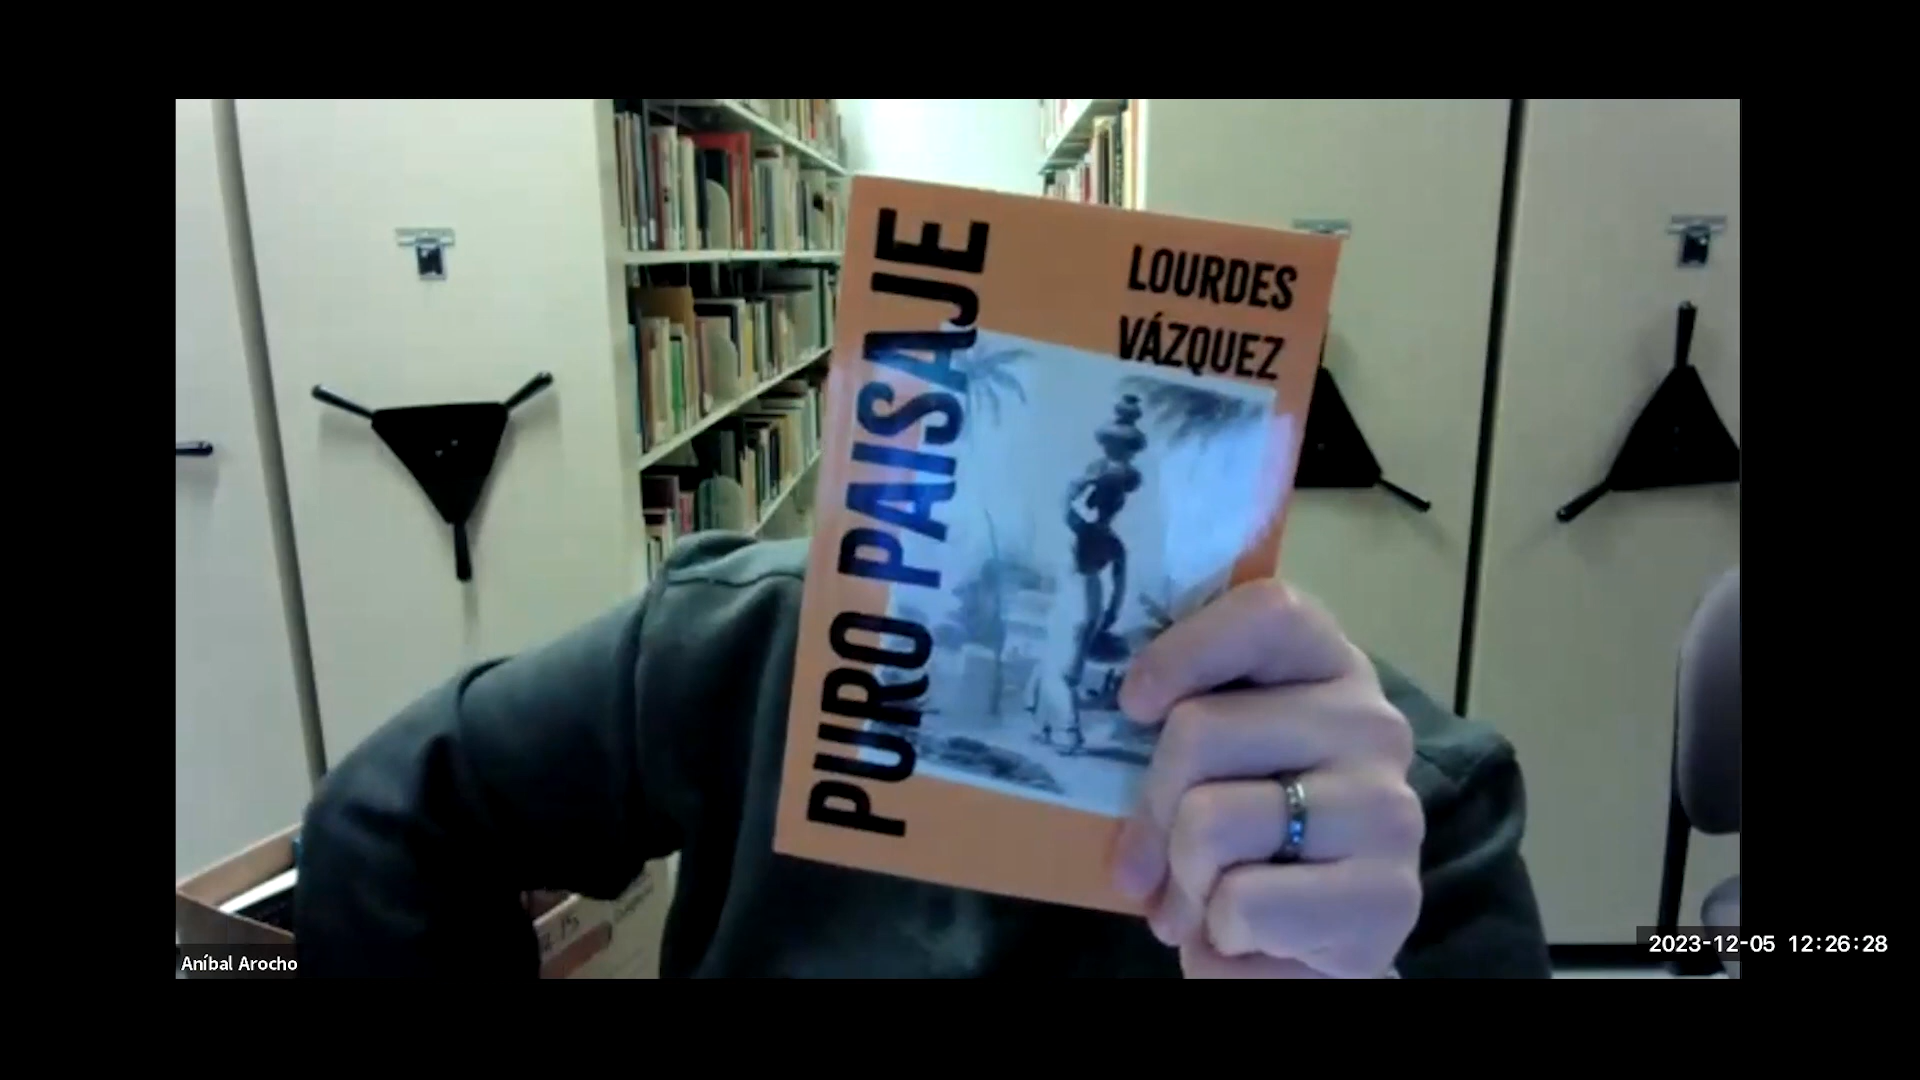 PURO PAISAJE
LOURDES
VÁZQUEZ
Aníbal Arocho
2023-12-05 12:26:28